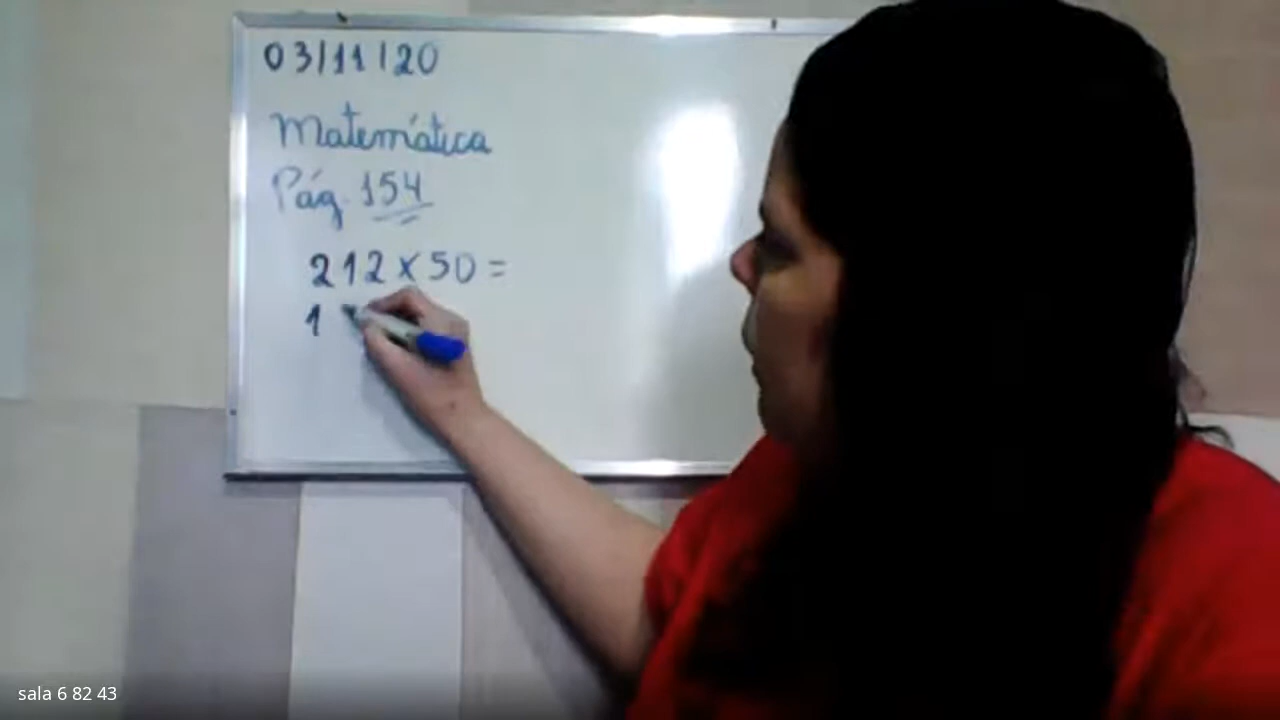 03/11/20
Matemática
Pág. 154
212 x 50 =
1
sala 6 82 43